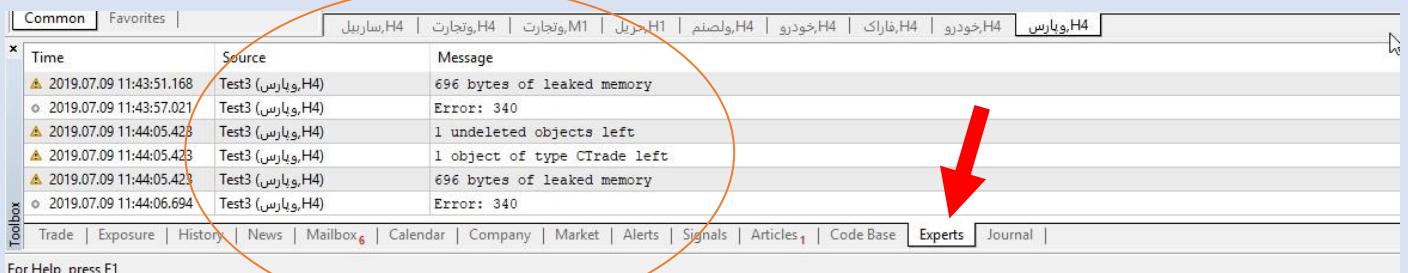 Common | Favorites |
ساربیل,H4 | وتجارت,H4 | وتجارت,M1 | حریل,H1 | ولصنم,H4 | خودرو,H4 | فاراک,H4 | خودرو,H4 | وپارس,H4
× Time Source Message
2019.07.09 11:43:51.168 Test3 (وپارس,H4) 696 bytes of leaked memory
2019.07.09 11:43:57.021 Test3 (وپارس,H4) Error: 340
2019.07.09 11:44:05.423 Test3 (وپارس,H4) 1 undeleted objects left
2019.07.09 11:44:05.423 Test3 (وپارس,H4) 1 object of type CTrade left
2019.07.09 11:44:05.423 Test3 (وپارس,H4) 696 bytes of leaked memory
2019.07.09 11:44:06.694 Test3 (وپارس,H4) Error: 340
Toolbox
Trade | Exposure | History | News | Mailbox 6 | Calendar | Company | Market | Alerts | Signals | Articles 1 | Code Base | Experts | Journal |
For Help, press F1